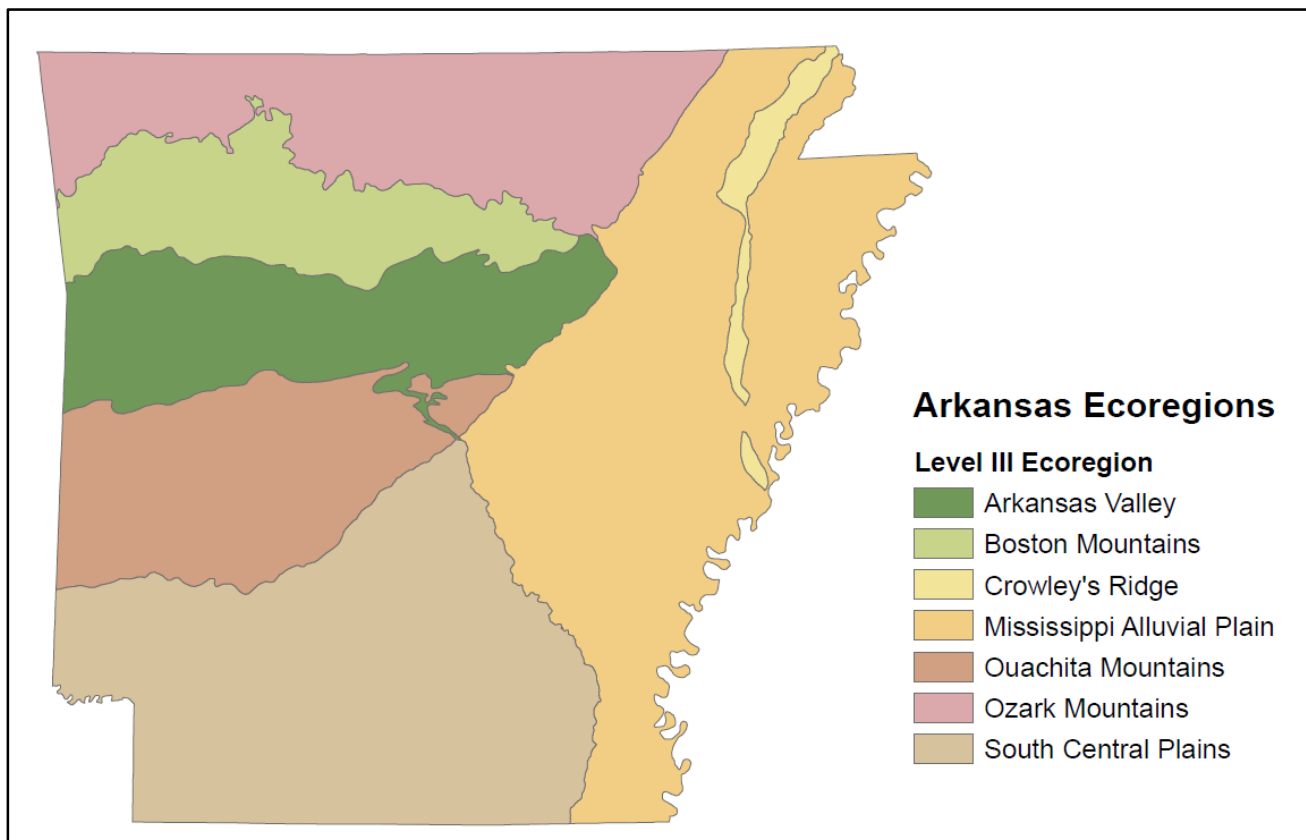 Arkansas Ecoregions
Level III Ecoregion
Arkansas Valley
Boston Mountains
Crowley's Ridge
Mississippi Alluvial Plain
Ouachita Mountains
Ozark Mountains
South Central Plains